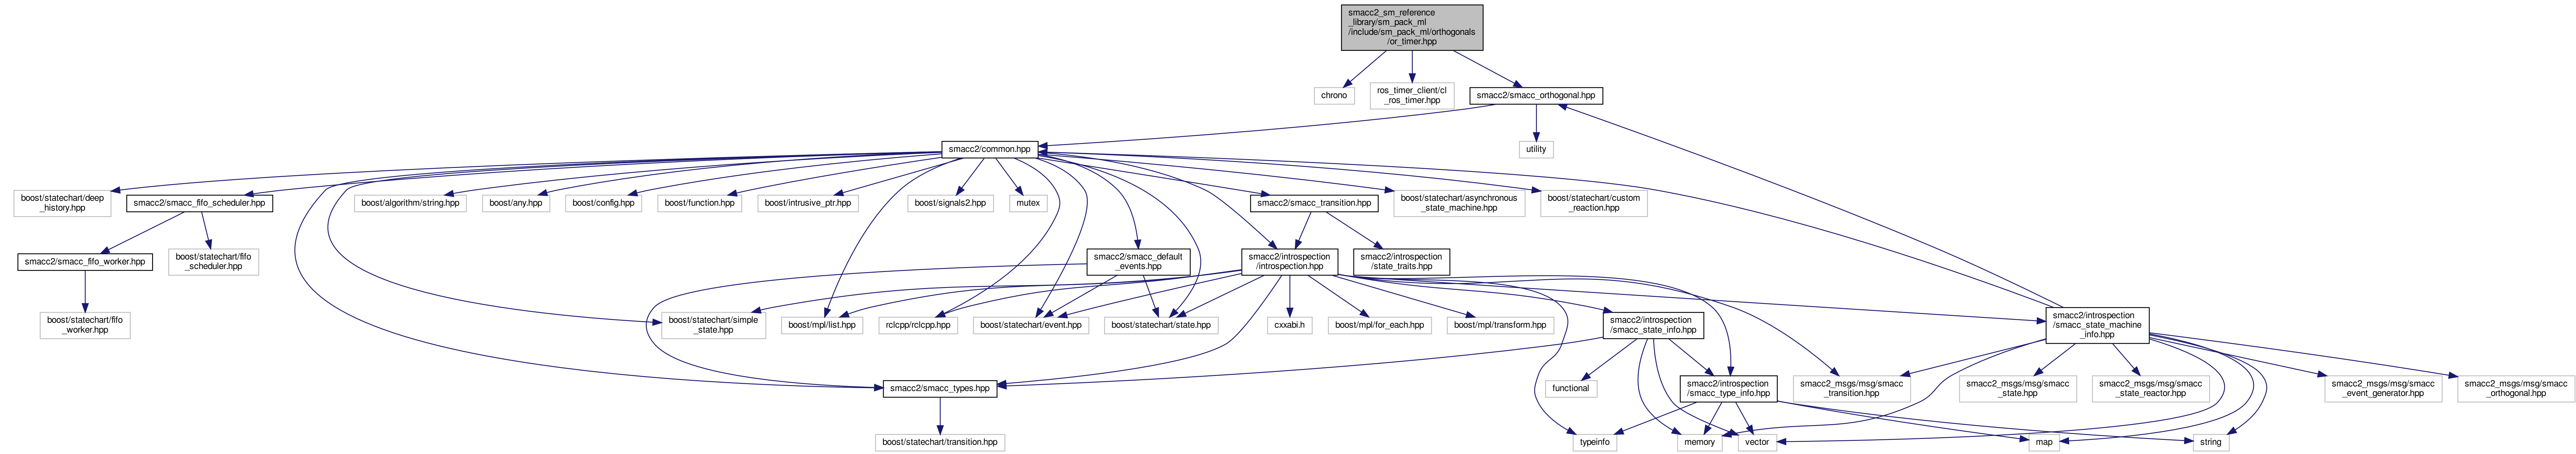 smacc2_sm_reference
_library/sm_pack_ml
/include/sm_pack_ml/orthogonals
/or_timer.hpp
chrono
ros_timer_client/cl
_ros_timer.hpp
smacc2/smacc_orthogonal.hpp
smacc2/common.hpp
utility
boost/statechart/deep
_history.hpp
smacc2/smacc_fifo_scheduler.hpp
boost/algorithm/string.hpp
boost/any.hpp
boost/config.hpp
boost/function.hpp
boost/intrusive_ptr.hpp
boost/signals2.hpp
mutex
smacc2/smacc_transition.hpp
boost/statechart/asynchronous
_state_machine.hpp
boost/statechart/custom
_reaction.hpp
smacc2/smacc_fifo_worker.hpp
boost/statechart/fifo
_scheduler.hpp
smacc2/smacc_default
_events.hpp
smacc2/introspection
/introspection.hpp
smacc2/introspection
/state_traits.hpp
boost/statechart/fifo
_worker.hpp
boost/statechart/simple
_state.hpp
boost/mpl/list.hpp
rclcpp/rclcpp.hpp
boost/statechart/event.hpp
boost/statechart/state.hpp
cxxabi.h
boost/mpl/for_each.hpp
boost/mpl/transform.hpp
smacc2/introspection
/smacc_state_info.hpp
smacc2/introspection
/smacc_state_machine
_info.hpp
smacc2/smacc_types.hpp
functional
smacc2/introspection
/smacc_type_info.hpp
smacc2_msgs/msg/smacc
_transition.hpp
smacc2_msgs/msg/smacc
_state.hpp
smacc2_msgs/msg/smacc
_state_reactor.hpp
smacc2_msgs/msg/smacc
_event_generator.hpp
smacc2_msgs/msg/smacc
_orthogonal.hpp
boost/statechart/transition.hpp
typeinfo
memory
vector
map
string